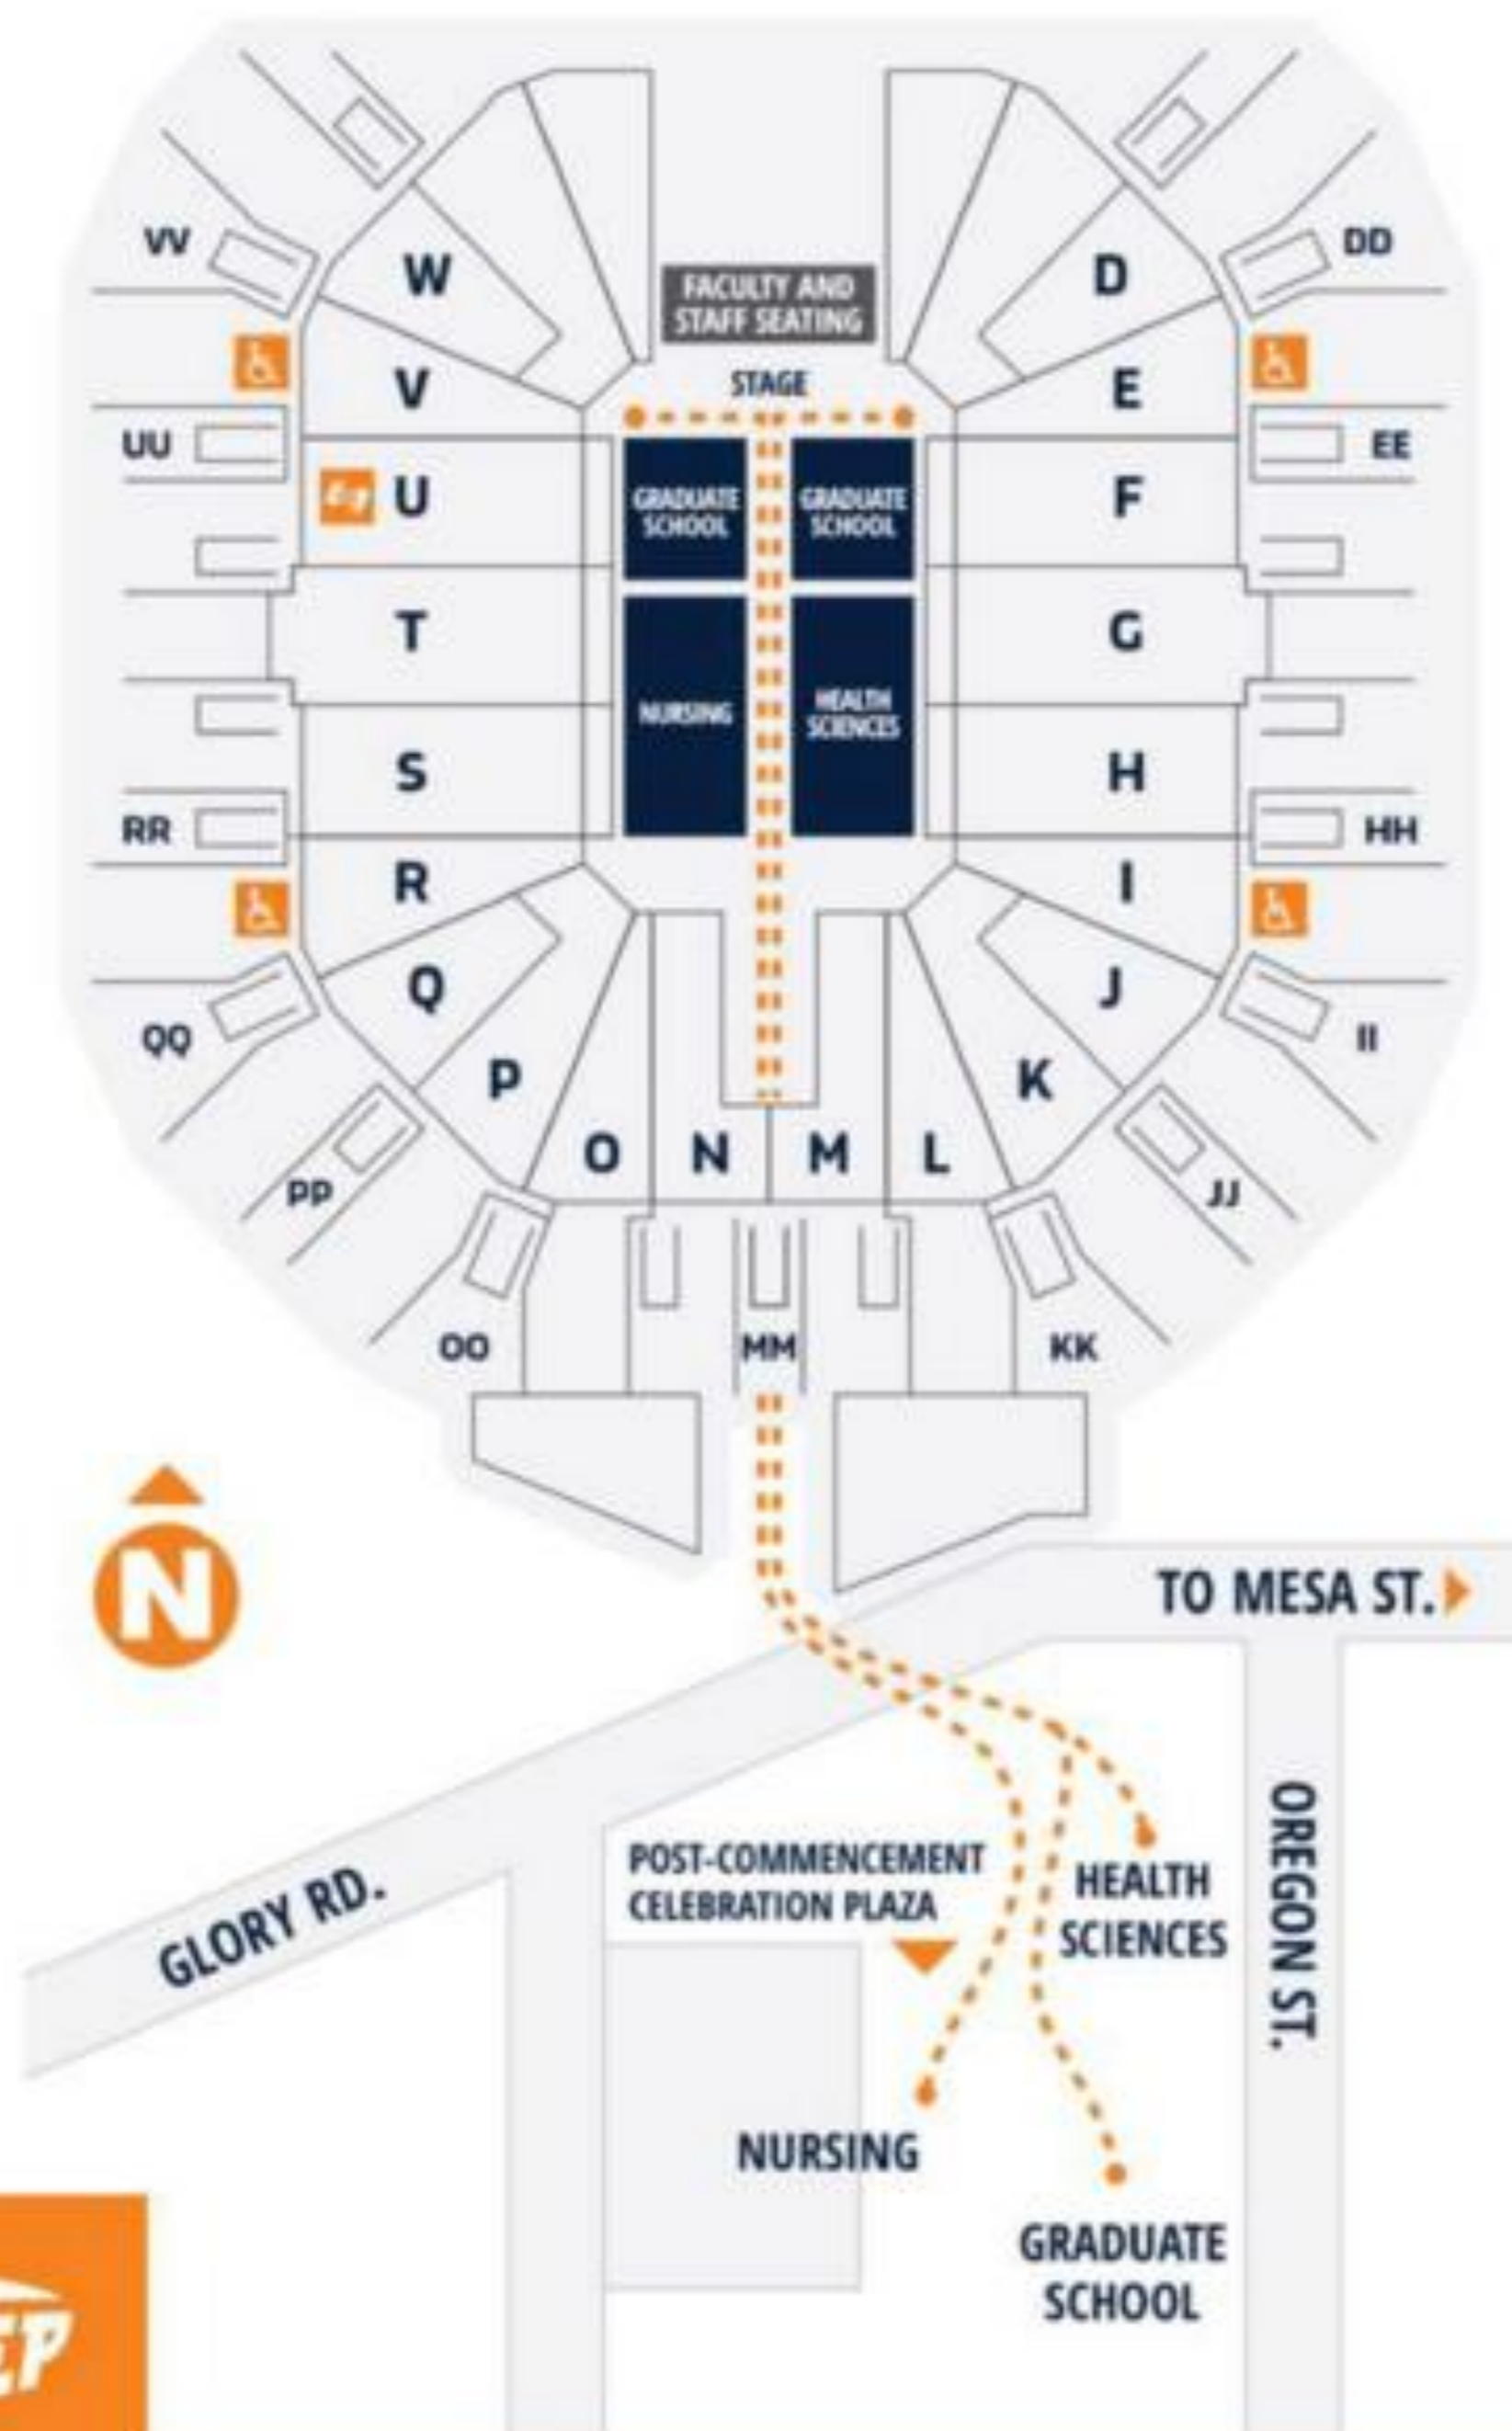 VV
W
FACULTY AND
STAFF SEATING
D
DD
V
STAGE
E
UU
U
GRADUATE
SCHOOL
GRADUATE
SCHOOL
F
EE
T
G
NURSING
HEALTH
SCIENCES
S
H
RR
R
I
HH
Q
J
QQ
II
P
K
PP
O
N
M
L
JJ
OO
MM
KK
N
TO MESA ST.
GLORY RD.
POST-COMMENCEMENT
CELEBRATION PLAZA
HEALTH
SCIENCES
OREGON ST.
NURSING
GRADUATE
SCHOOL
EP